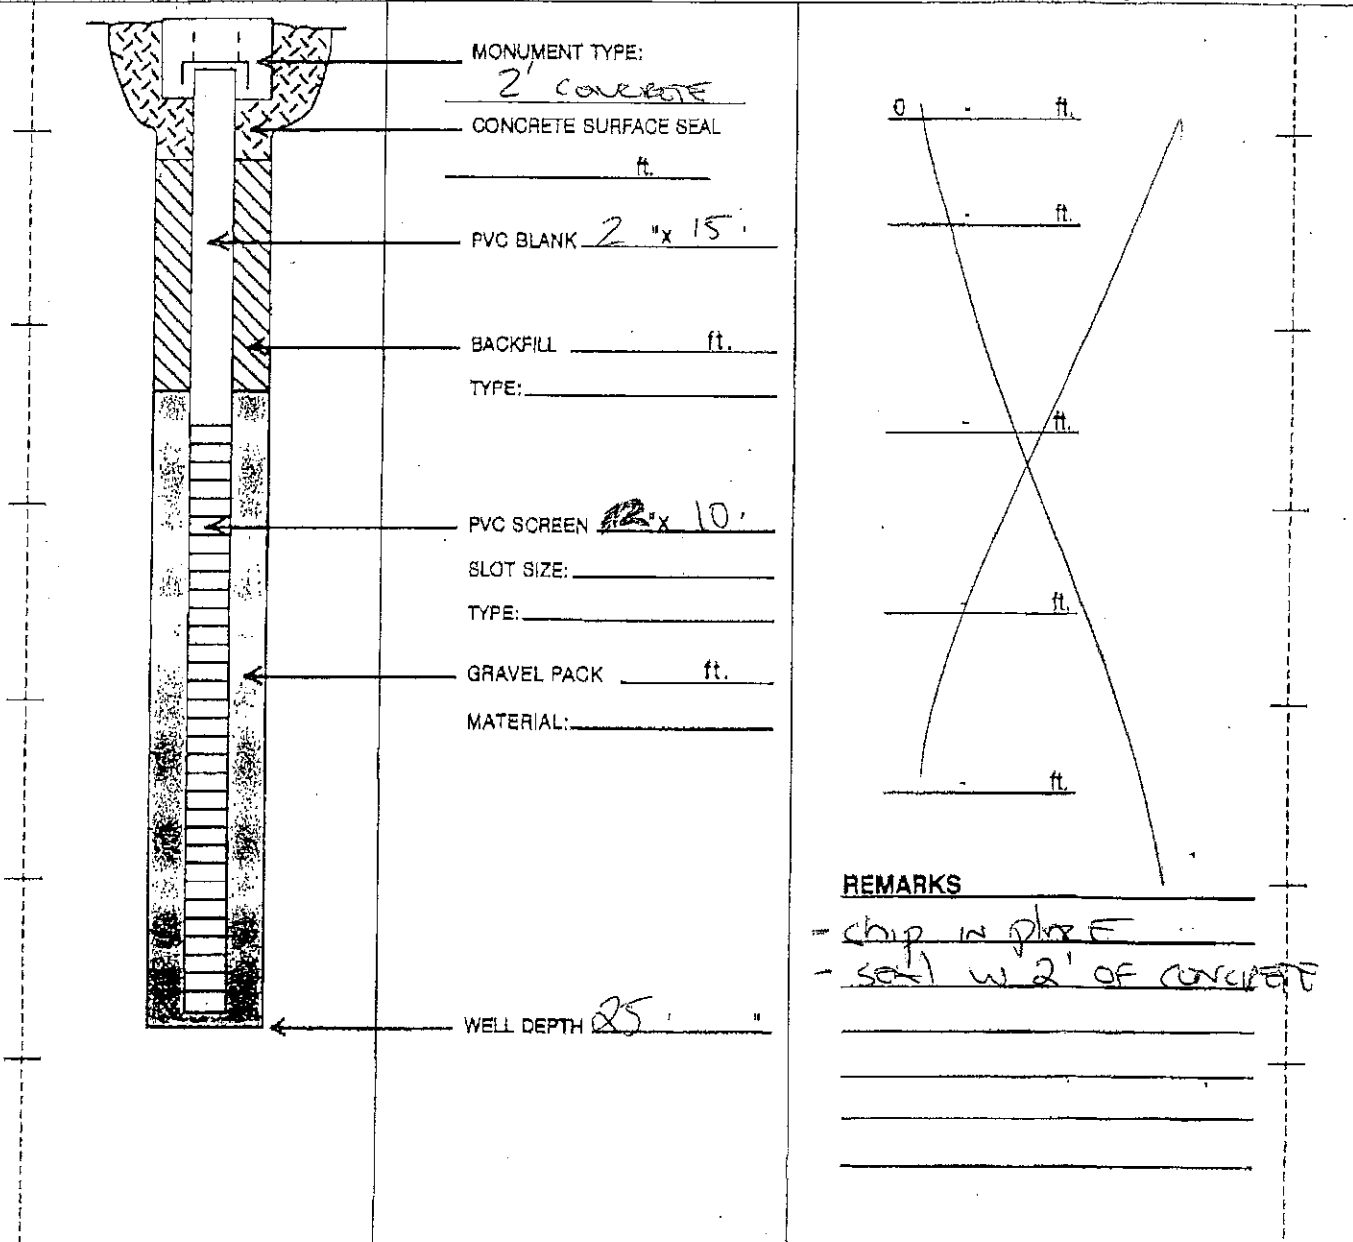 MONUMENT TYPE:
2' CONCRETE
CONCRETE SURFACE SEAL
ft.
PVC BLANK 2 "x 15 '
BACKFILL ft.
TYPE:
PVC SCREEN 2 "x 10 '
SLOT SIZE:
TYPE:
GRAVEL PACK ft.
MATERIAL:
WELL DEPTH 25 ' "
0 - ft.
- ft.
- ft.
- ft.
- ft.
REMARKS
- chip in place
- seal w 2' OF CONCRETE